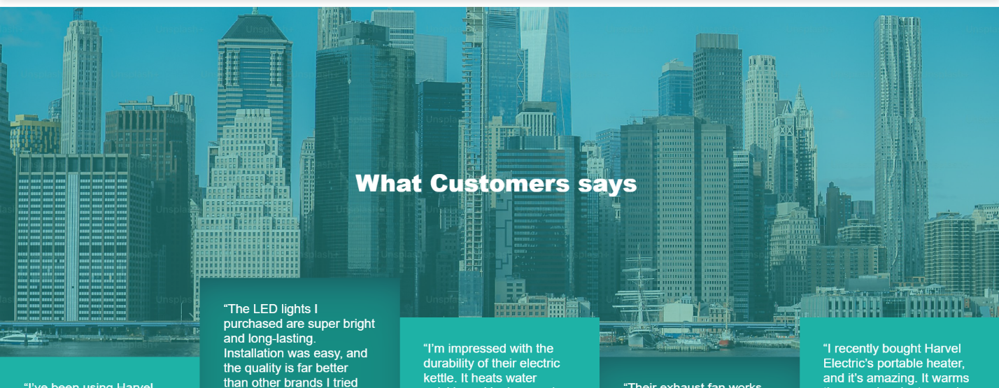 What Customers says
“The LED lights I
purchased are super bright
and long-lasting.
Installation was easy, and
the quality is far better
than other brands I tried
“I'm impressed with the
durability of their electric
kettle. It heats water
“I recently bought Harvel
Electric's portable heater,
and it's amazing. It warms
“I've been using Harvel
“Their exhaust fan works